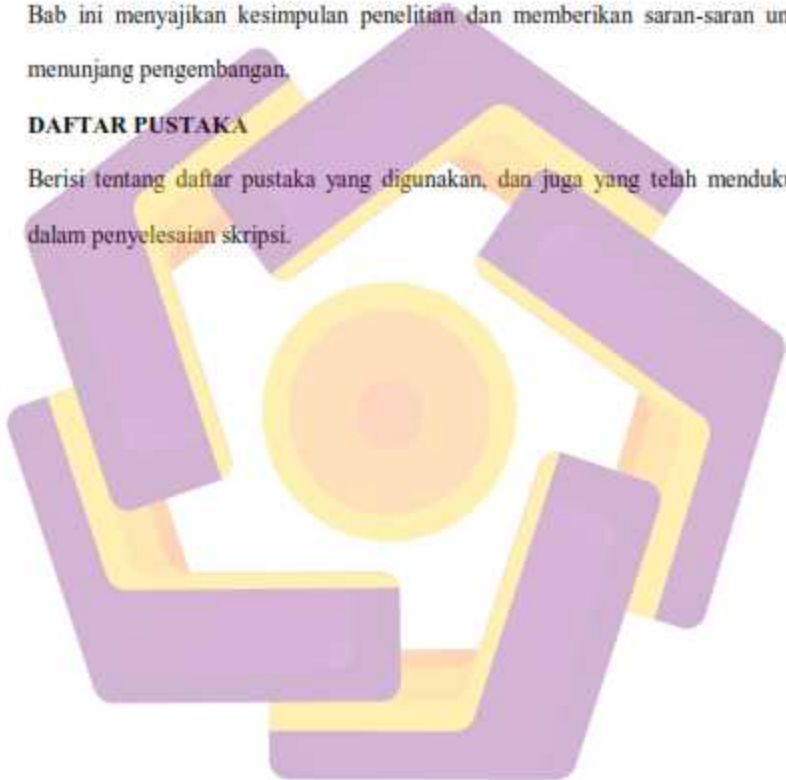 Bab ini menyajikan kesimpulan penelitian dan memberikan saran-saran un
menunjang pengembangan.
DAFTAR PUSTAKA
Berisi tentang daftar pustaka yang digunakan, dan juga yang telah menduku
dalam penyelesaian skripsi.